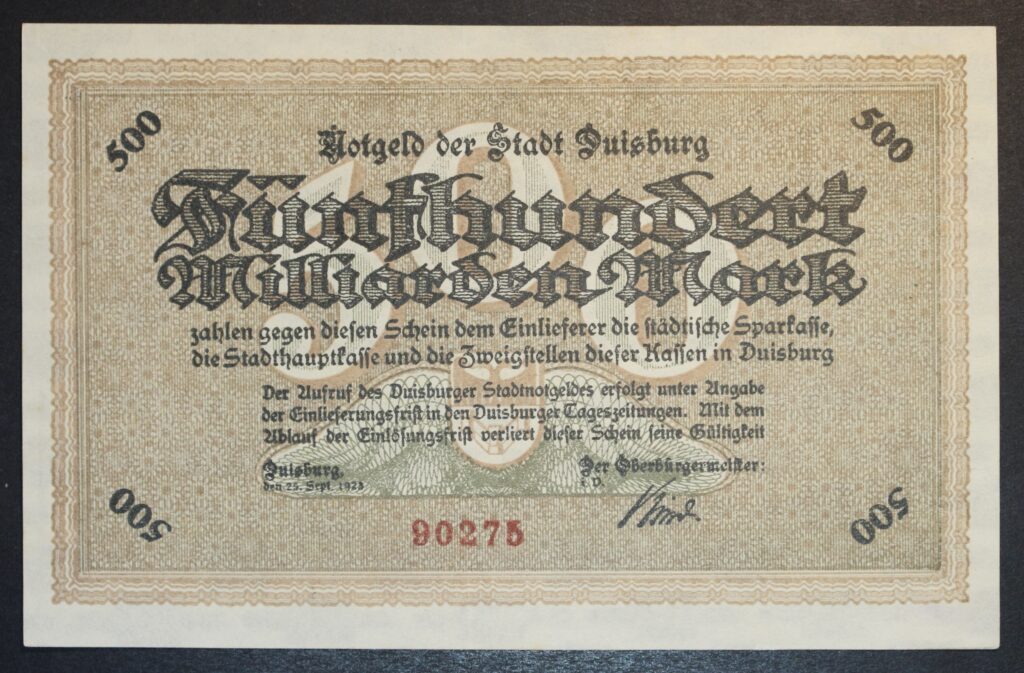 500
500
Notgeld der Stadt Duisburg
Fünfhundert
Milliarden Mark
zahlen gegen diesen Schein dem Einlieferer die städtische Sparkasse,
die Stadthauptkasse und die Zweigstellen dieser Kassen in Duisburg
Der Aufruf des Duisburger Stadtnotgeldes erfolgt unter Angabe
der Einlieferungsfrist in den Duisburger Tageszeitungen. Mit dem
Ablauf der Einlösungsfrist verliert dieser Schein seine Gültigkeit
Duisburg,
den 25. Sept. 1923
Der Oberbürgermeister:
500
90275
500